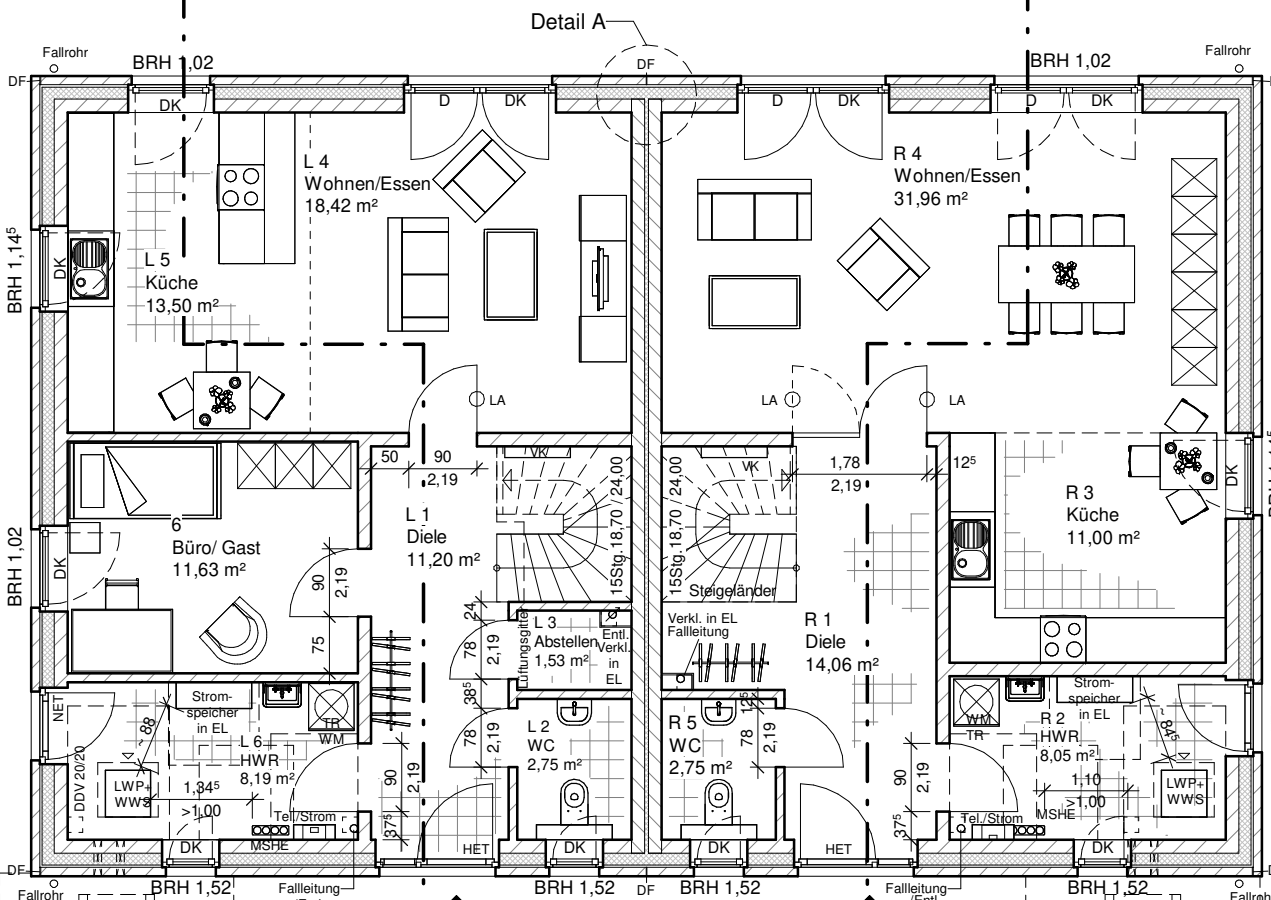 Detail A
Fallrohr
BRH 1,02
DF
BRH 1,02
Fallrohr
DF
DK
D
DK
D
DK
D
DK
L 4
Wohnen/Essen
18,42 m²
R 4
Wohnen/Essen
31,96 m²
BRH 1,14⁵
DK
L 5
Küche
13,50 m²
LA
LA
LA
50
90
2,19
VK
15Stg.18,70 / 24,00
15Stg.18,70 / 24,00
VK
1,78
2,19
12⁵
DK
R 3
Küche
11,00 m²
L 1
Diele
11,20 m²
6
Büro/ Gast
11,63 m²
BRH 1,02
DK
90
2,19
75
Steigeländer
Verkl. in EL
Fallleitung
R 1
Diele
14,06 m²
24
78
2,19
38⁵
Lüftungsgitter
L 3
Abstellen
1,53 m²
Entl.
Verkl.
in
EL
NET
Strom-
speicher
in EL
TR
WM
~ 88
L 6
HWR
8,19 m²
DDV 20/20
LWP+
WWS
1,34⁵
>1,00
Tel./Strom
MSHE
DK
90
2,19
37⁵
78
2,19
L 2
WC
2,75 m²
R 5
WC
2,75 m²
12⁵
78
2,19
90
2,19
37⁵
WM
TR
Strom-
speicher
in EL
R 2
HWR
8,05 m²
~ 84⁵
1,10
>1,00
LWP+
WWS
Tel./Strom
MSHE
HET
DK
DK
HET
DK
DF
Fallrohr
BRH 1,52
Fallleitung
BRH 1,52
DF
BRH 1,52
Fallleitung
/Entl.
BRH 1,52
Fallrohr